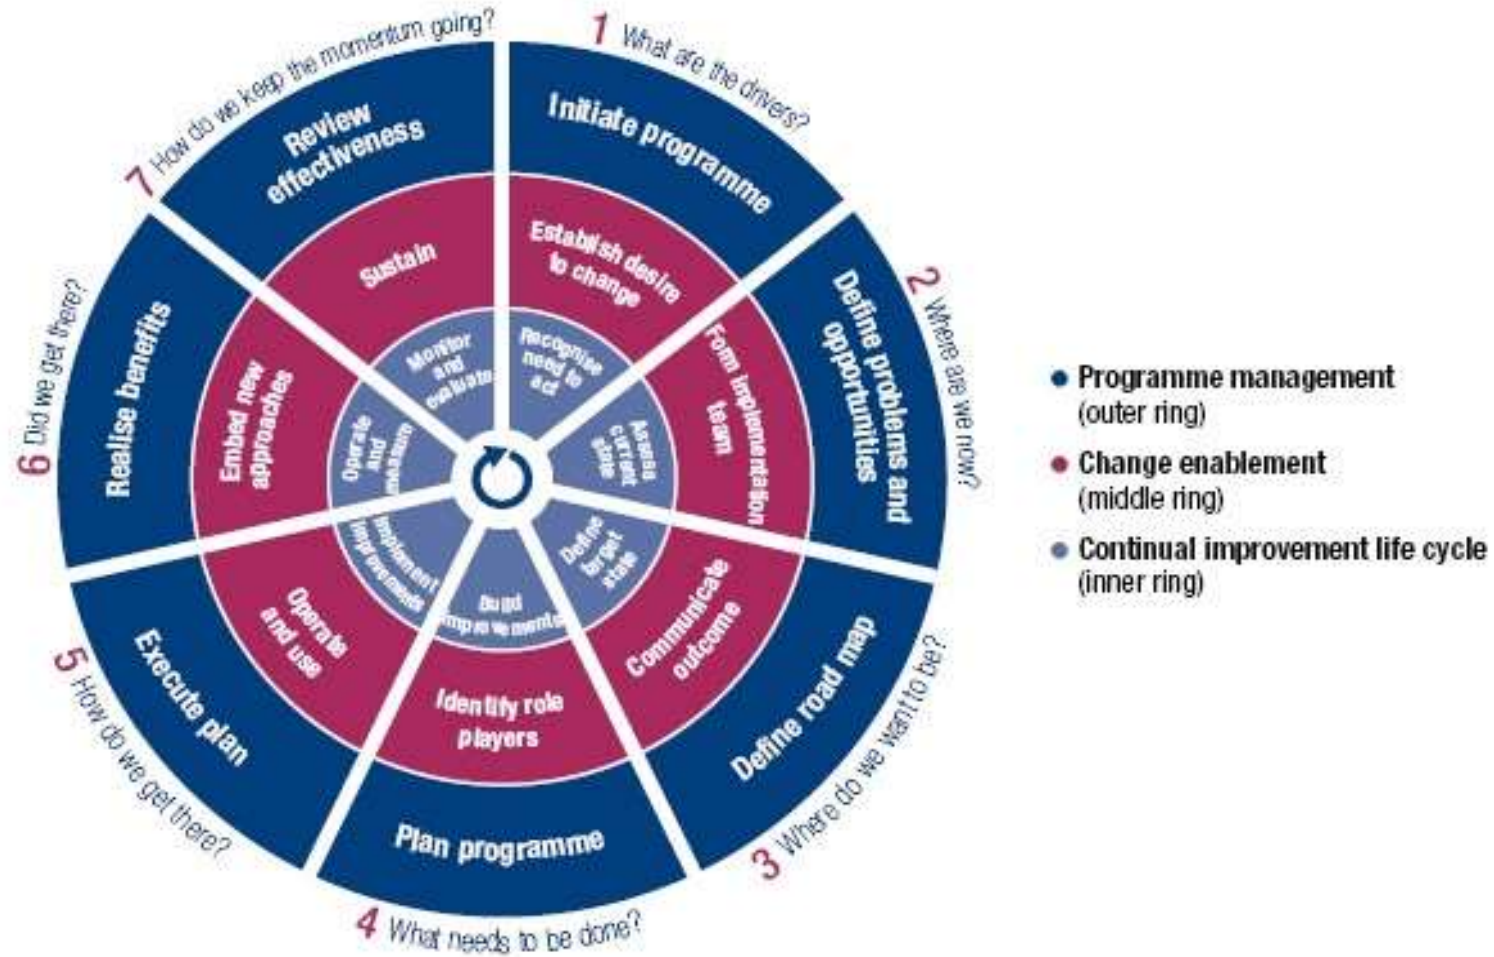 1 What are the drivers?
Initiate programme
Establish desire
to change
Recognise
need to
act
2 Where are we now?
Define problems and
opportunities
Form implementation
team
Assess
current
state
3 Where do we want to be?
Define road map
Communicate
outcome
Define
target
state
4 What needs to be done?
Plan programme
Identify role
players
Build
improvements
5 How do we get there?
Execute plan
Operate
and use
Implement
improvements
6 Did we get there?
Realise benefits
Embed new
approaches
Operate
and
measure
7 How do we keep the momentum going?
Review
effectiveness
Sustain
Monitor
and
evaluate
Programme management
(outer ring)
Change enablement
(middle ring)
Continual improvement life cycle
(inner ring)